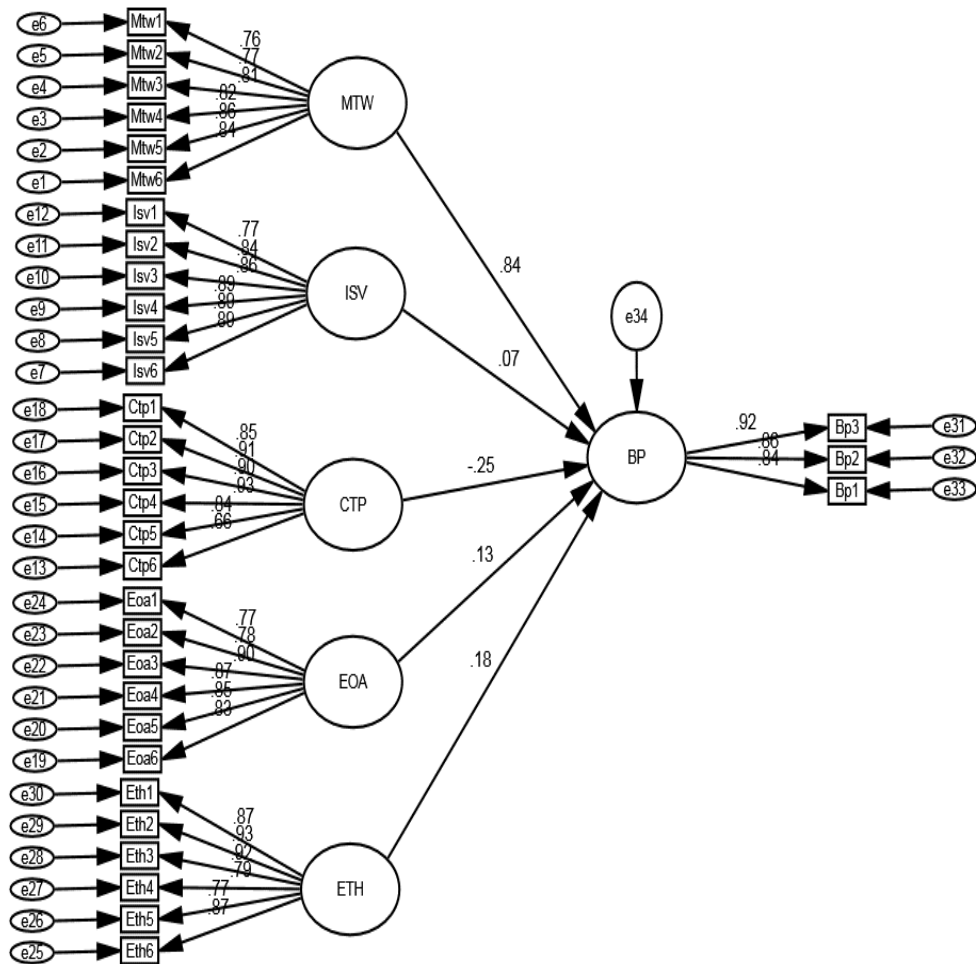 e6 Mtw1 .76
e5 Mtw2 .77
e4 Mtw3 .81
e3 Mtw4 .82
e2 Mtw5 .86
e1 Mtw6 .84
MTW
e12 Isv1 .77
e11 Isv2 .84
e10 Isv3 .86
e9 Isv4 .89
e8 Isv5 .89
e7 Isv6 .89
ISV
e18 Ctp1 .85
e17 Ctp2 .91
e16 Ctp3 .90
e15 Ctp4 .93
e14 Ctp5
e13 Ctp6 .66
CTP
e24 Eoa1 .77
e23 Eoa2 .78
e22 Eoa3 .90
e21 Eoa4 .87
e20 Eoa5 .85
e19 Eoa6 .83
EOA
e30 Eth1 .87
e29 Eth2 .93
e28 Eth3 .92
e27 Eth4 .79
e26 Eth5 .77
e25 Eth6 .87
ETH
.84
.07
-.25
.13
.18
e34
BP
.92 Bp3 e31
.86 Bp2 e32
.84 Bp1 e33